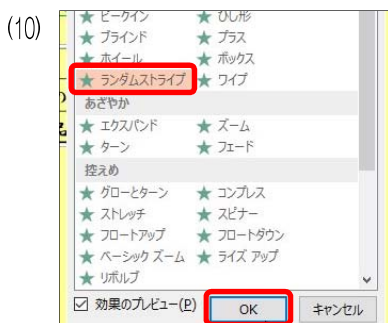 (10)
★ ピークイン ★ ひし形
★ ブラインド ★ プラス
★ ホイール ★ ボックス
★ ランダムストライプ ★ ワイプ
あざやか
★ エクスパンド ★ ズーム
★ ターン ★ フェード
控えめ
★ グローとターン ★ コンプレス
★ ストレッチ ★ スピナー
★ フロートアップ ★ フロートダウン
★ ベーシック ズーム ★ ライズ アップ
★ リボルブ
☑ 効果のプレビュー(P) OK キャンセル